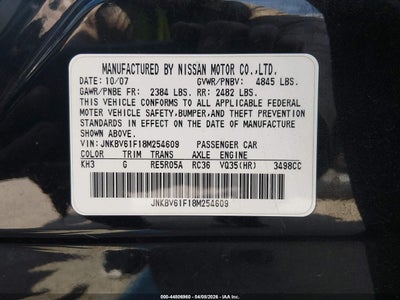 MANUFACTURED BY NISSAN MOTOR CO.,LTD.
DATE: 10/07 GVWR/PNBV: 4845 LBS.
GAWR/PNBE FR: 2384 LBS. RR: 2482 LBS.
THIS VEHICLE CONFORMS TO ALL APPLICABLE FEDERAL
MOTOR VEHICLE SAFETY,BUMPER,AND THEFT PREVENTION
STANDARDS IN EFFECT ON THE DATE OF MANUFACTURE
SHOWN ABOVE.
VIN: JNKBV61F18M254609 PASSENGER CAR
COLOR TRIM TRANS AXLE ENGINE
KH3 G RE5R05A RC36 VQ35(HR) 3498CC
JNKBV61F18M254609
000-44806960 - 04/09/2026 - IAA, Inc.